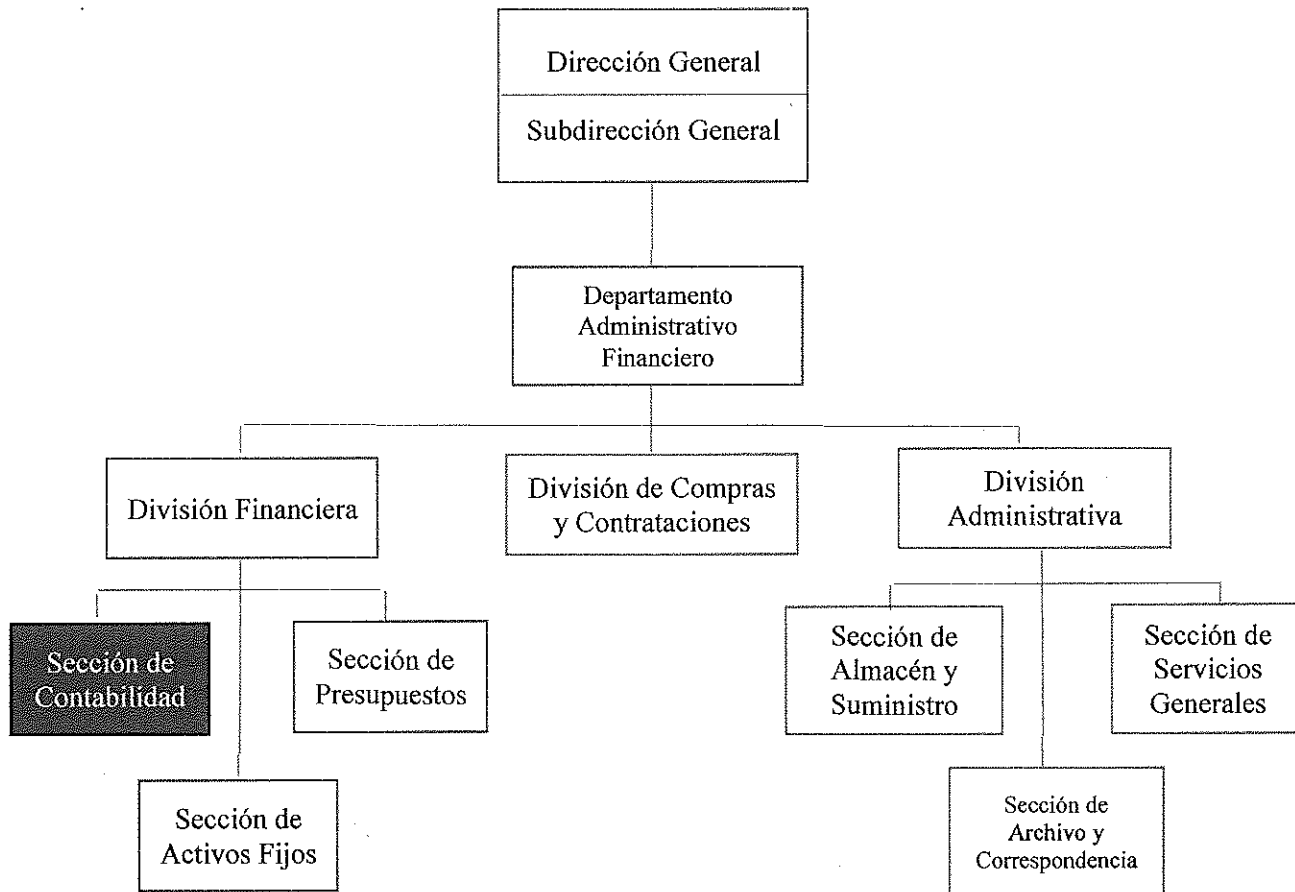 Dirección General
Subdirección General
Departamento
Administrativo
Financiero
División Financiera
División de Compras
y Contrataciones
División
Administrativa
Sección de
Contabilidad
Sección de
Presupuestos
Sección de
Almacén y
Suministro
Sección de
Servicios
Generales
Sección de
Activos Fijos
Sección de
Archivo y
Correspondencia